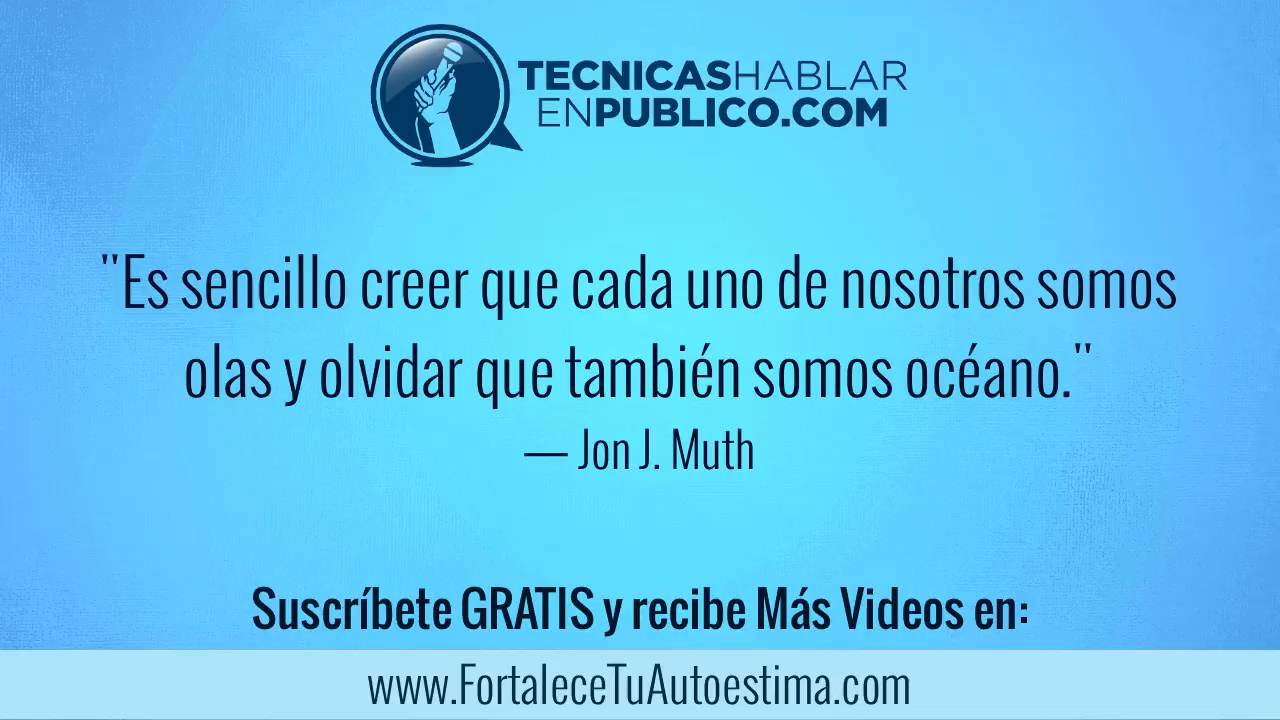 TECNICASHABLAR
ENPUBLICO.COM
"Es sencillo creer que cada uno de nosotros somos
olas y olvidar que también somos océano."
— Jon J. Muth
Suscríbete GRATIS y recibe Más Videos en:
www.FortaleceTuAutoestima.com